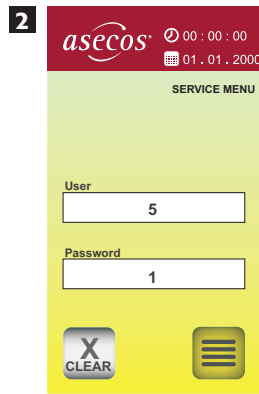 2
asecos 00 : 00 : 00
01 . 01 . 2000
SERVICE MENU
User
5
Password
1
X
CLEAR